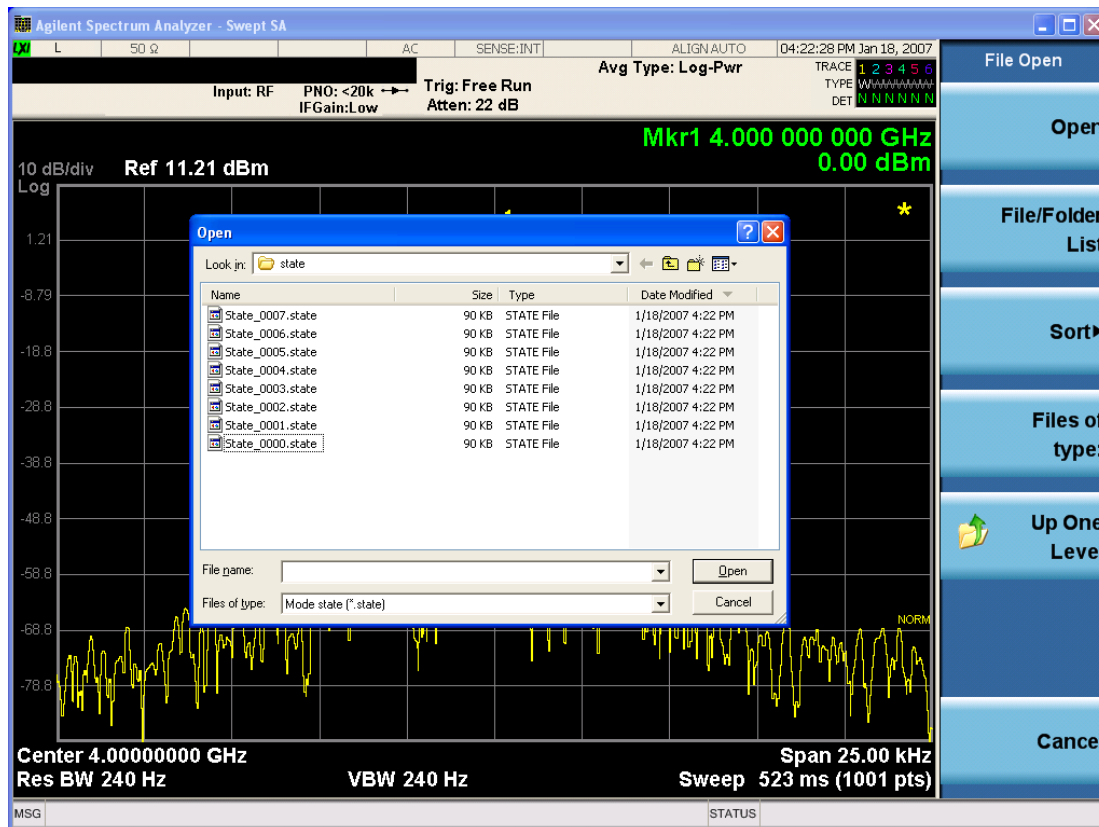 Agilent Spectrum Analyzer - Swept SA
LXI L 50 Ω AC SENSE:INT ALIGN AUTO 04:22:28 PM Jan 18, 2007
Input: RF PNO: <20k IFGain:Low
Trig: Free Run
Atten: 22 dB
Avg Type: Log-Pwr
TRACE 1 2 3 4 5 6
TYPE
DET N N N N N N
Mkr1 4.000 000 000 GHz
0.00 dBm
10 dB/div Ref 11.21 dBm
Log
1.21
-8.79
-18.8
-28.8
-38.8
-48.8
-58.8
-68.8
-78.8
NORM
Open
Look in: state
Name Size Type Date Modified
State_0007.state 90 KB STATE File 1/18/2007 4:22 PM
State_0006.state 90 KB STATE File 1/18/2007 4:22 PM
State_0005.state 90 KB STATE File 1/18/2007 4:22 PM
State_0004.state 90 KB STATE File 1/18/2007 4:22 PM
State_0003.state 90 KB STATE File 1/18/2007 4:22 PM
State_0002.state 90 KB STATE File 1/18/2007 4:22 PM
State_0001.state 90 KB STATE File 1/18/2007 4:22 PM
State_0000.state 90 KB STATE File 1/18/2007 4:22 PM
File name: Open
Files of type: Mode state (*.state) Cancel
Center 4.00000000 GHz Span 25.00 kHz
Res BW 240 Hz VBW 240 Hz Sweep 523 ms (1001 pts)
MSG STATUS
File Open
Open
File/Folder
List
Sort
Files of
type:
Up One
Leve
Cance